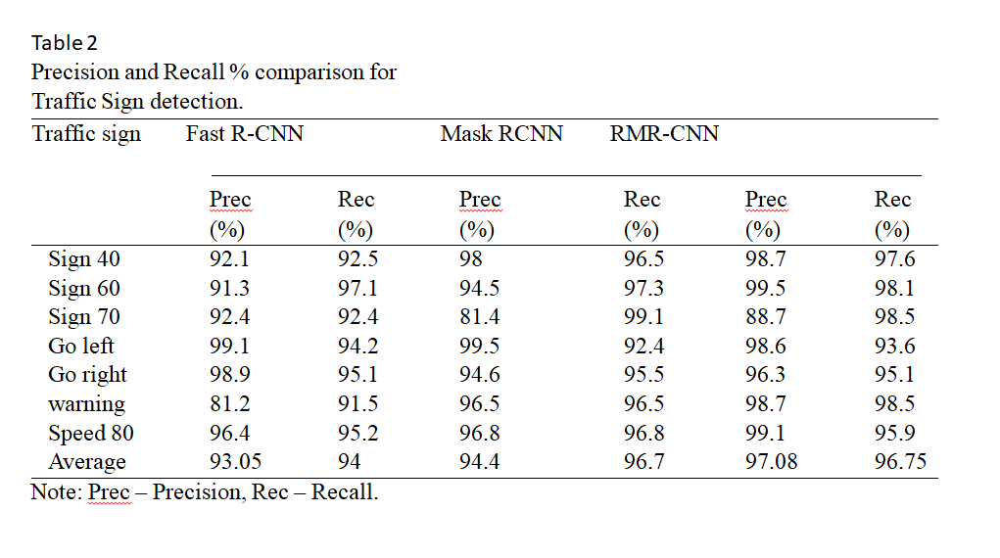 Table 2
Precision and Recall % comparison for
Traffic Sign detection.
Traffic sign Fast R-CNN Mask RCNN RMR-CNN
Prec Rec Prec Rec Prec Rec
(%) (%) (%) (%) (%) (%)
Sign 40 92.1 92.5 98 96.5 98.7 97.6
Sign 60 91.3 97.1 94.5 97.3 99.5 98.1
Sign 70 92.4 92.4 81.4 99.1 88.7 98.5
Go left 99.1 94.2 99.5 92.4 98.6 93.6
Go right 98.9 95.1 94.6 95.5 96.3 95.1
warning 81.2 91.5 96.5 96.5 98.7 98.5
Speed 80 96.4 95.2 96.8 96.8 99.1 95.9
Average 93.05 94 94.4 96.7 97.08 96.75
Note: Prec – Precision, Rec – Recall.